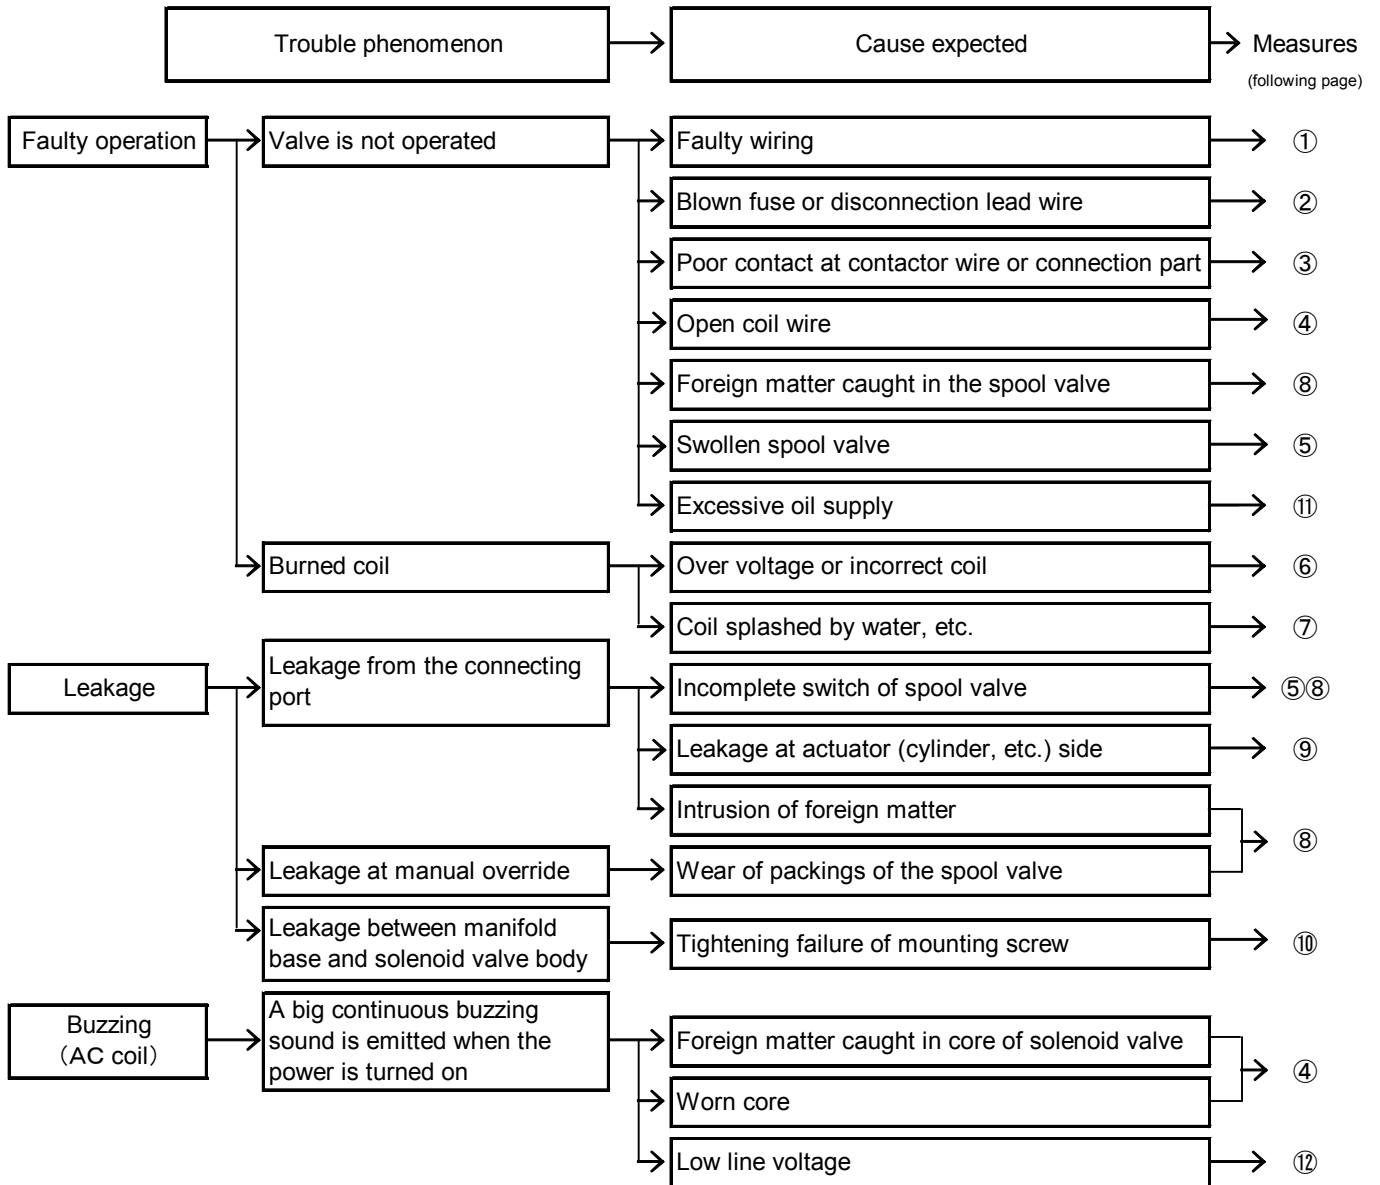 Trouble phenomenon
Cause expected
Measures
(following page)
Faulty operation
Valve is not operated
Faulty wiring
①
Blown fuse or disconnection lead wire
②
Poor contact at contactor wire or connection part
③
Open coil wire
④
Foreign matter caught in the spool valve
⑧
Swollen spool valve
⑤
Excessive oil supply
⑪
Burned coil
Over voltage or incorrect coil
⑥
Coil splashed by water, etc.
⑦
Leakage
Leakage from the connecting
port
Incomplete switch of spool valve
⑤⑧
Leakage at actuator (cylinder, etc.) side
⑨
Intrusion of foreign matter
⑧
Leakage at manual override
Wear of packings of the spool valve
Leakage between manifold
base and solenoid valve body
Tightening failure of mounting screw
⑩
Buzzing
（AC coil）
A big continuous buzzing
sound is emitted when the
power is turned on
Foreign matter caught in core of solenoid valve
④
Worn core
Low line voltage
⑫